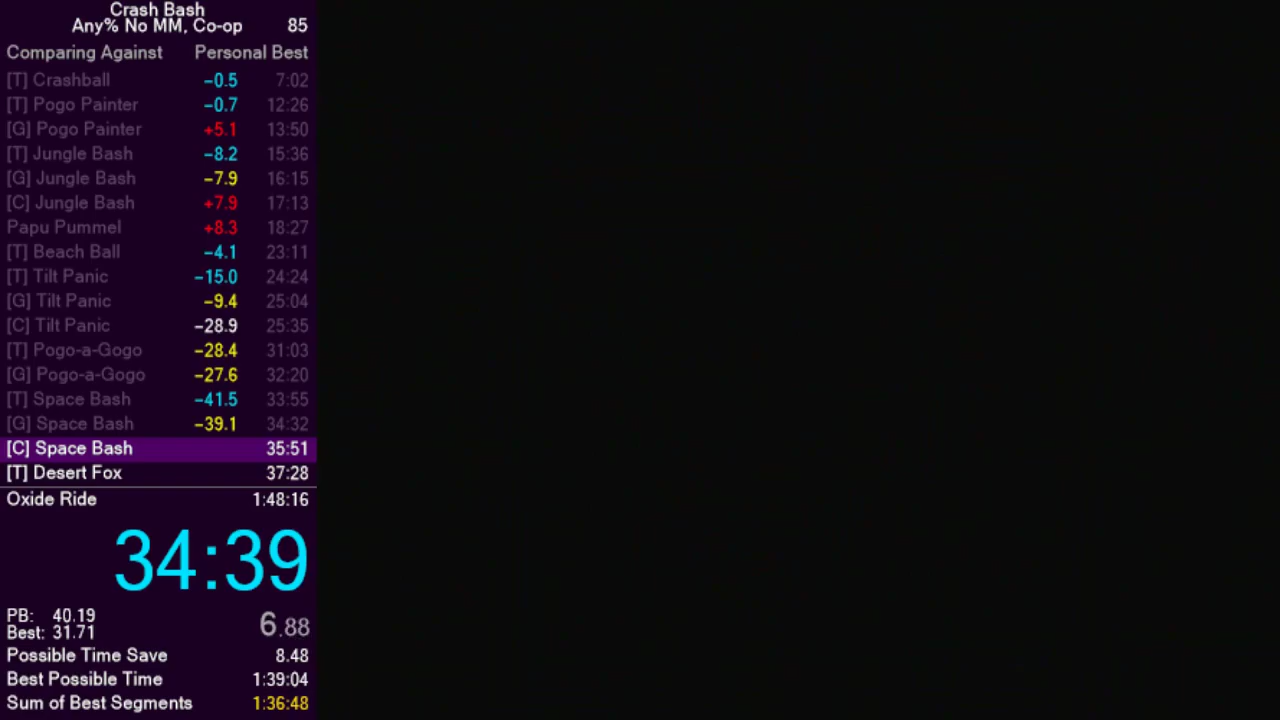 Crash Bash
Any% No MM, Co-op 85
Comparing Against Personal Best
[T] Crashball −0.5 7:02
[T] Pogo Painter −0.7 12:26
[G] Pogo Painter +5.1 13:50
[T] Jungle Bash −8.2 15:36
[G] Jungle Bash −7.9 16:15
[C] Jungle Bash +7.9 17:13
Papu Pummel +8.3 18:27
[T] Beach Ball −4.1 23:11
[T] Tilt Panic −15.0 24:24
[G] Tilt Panic −9.4 25:04
[C] Tilt Panic −28.9 25:35
[T] Pogo-a-Gogo −28.4 31:03
[G] Pogo-a-Gogo −27.6 32:20
[T] Space Bash −41.5 33:55
[G] Space Bash −39.1 34:32
[C] Space Bash 35:51
[T] Desert Fox 37:28
Oxide Ride 1:48:16
34:39
PB: 40.19
Best: 31.71
6.88
Possible Time Save 8.48
Best Possible Time 1:39:04
Sum of Best Segments 1:36:48